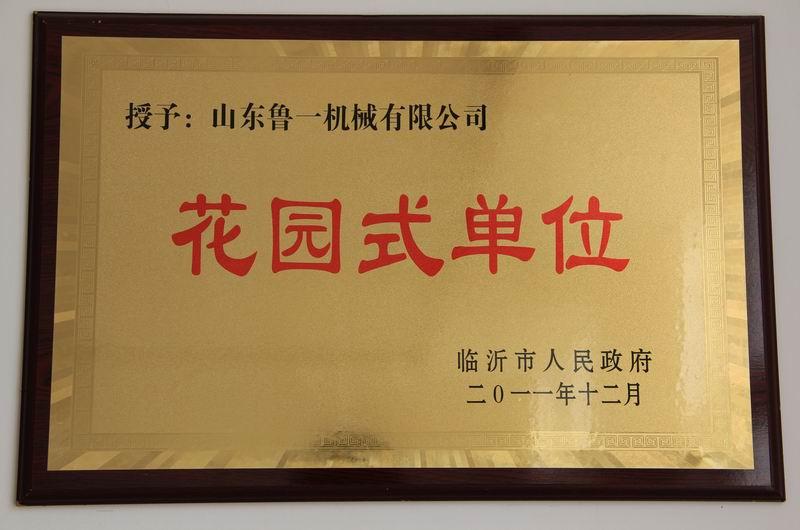 授予：山东鲁一机械有限公司
花园式单位
临沂市人民政府
二0一一年十二月